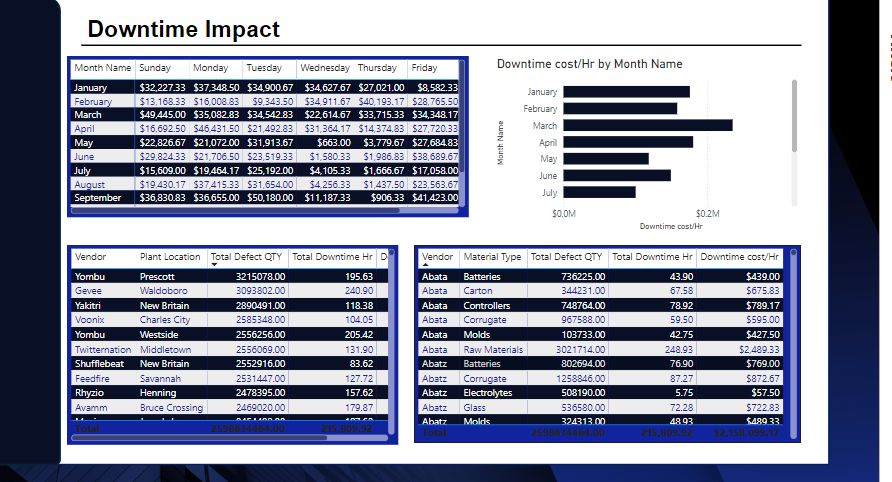 Downtime Impact
Month Name Sunday Monday Tuesday Wednesday Thursday Friday
January $32,227.33 $37,348.50 $34,900.67 $34,627.67 $27,021.00 $8,582.33
February $13,168.33 $16,008.83 $9,343.50 $34,911.67 $40,193.17 $28,765.50
March $49,445.00 $35,082.83 $34,542.83 $22,614.67 $33,715.33 $34,348.17
April $16,692.50 $46,431.50 $21,492.83 $31,364.17 $14,374.83 $27,720.33
May $22,826.67 $21,072.00 $31,913.67 $663.00 $3,779.67 $27,684.83
June $29,824.33 $21,706.50 $23,519.33 $1,580.33 $1,986.83 $38,689.67
July $15,609.00 $19,464.17 $25,192.00 $4,105.33 $1,666.67 $17,058.00
August $19,430.17 $37,415.33 $31,654.00 $4,256.33 $1,437.50 $23,563.67
September $36,830.83 $36,655.00 $50,180.00 $11,187.33 $906.33 $41,423.00
Downtime cost/Hr by Month Name
Month Name
January
February
March
April
May
June
July
$0.0M $0.2M
Downtime cost/Hr
Vendor Plant Location Total Defect QTY Total Downtime Hr
Yombu Prescott 3215078.00 195.63
Gevee Waldoboro 3093802.00 240.90
Yakitri New Britain 2890491.00 118.38
Voonix Charles City 2585348.00 104.05
Yombu Westside 2556256.00 205.42
Twitternation Middletown 2556069.00 131.90
Shufflebeat New Britain 2552916.00 83.62
Feedfire Savannah 2531447.00 127.72
Rhyzio Henning 2478395.00 157.62
Avamm Bruce Crossing 2469020.00 179.87
Total
Vendor Material Type Total Defect QTY Total Downtime Hr Downtime cost/Hr
Abata Batteries 736225.00 43.90 $439.00
Abata Carton 344231.00 67.58 $675.83
Abata Controllers 748764.00 78.92 $789.17
Abata Corrugate 967588.00 59.50 $595.00
Abata Molds 103733.00 42.75 $427.50
Abata Raw Materials 3021714.00 248.93 $2,489.33
Abatz Batteries 802694.00 76.90 $769.00
Abatz Corrugate 1258846.00 87.27 $872.67
Abatz Electrolytes 508190.00 5.75 $57.50
Abatz Glass 536580.00 72.28 $722.83
Abatz Molds 324313.00 48.93 $489.33
Total